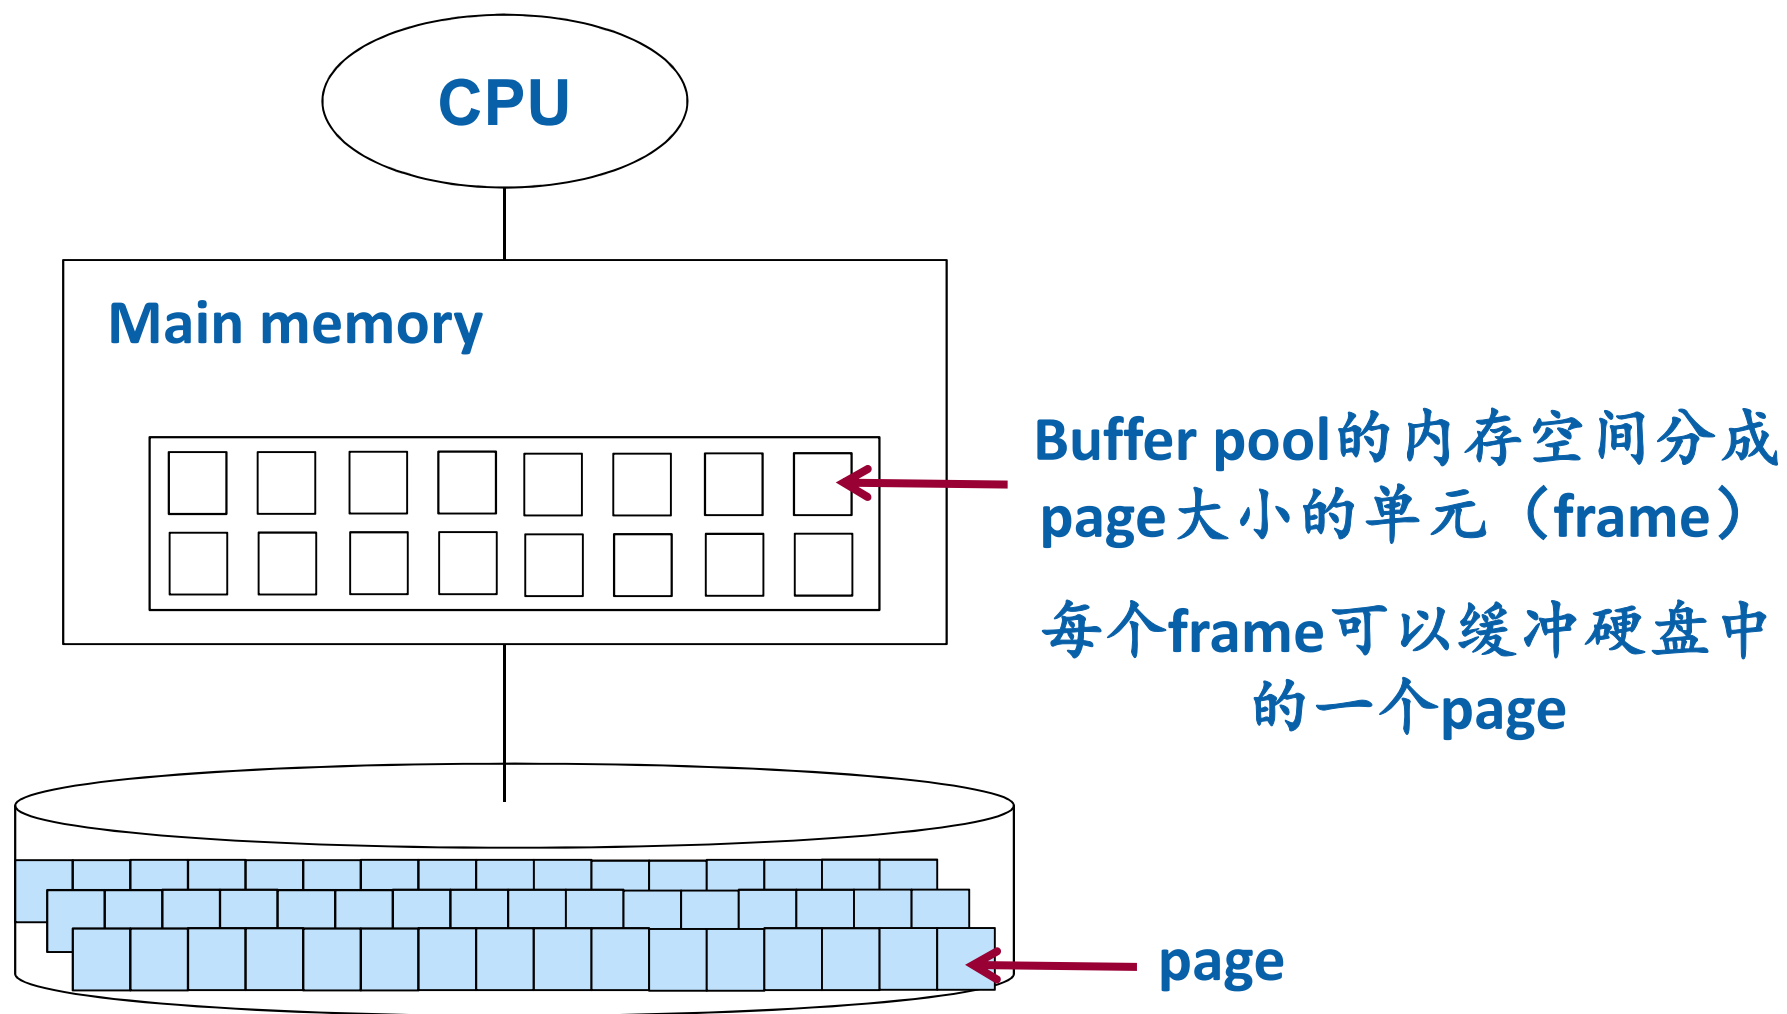 CPU
Main memory
Buffer pool的内存空间分成
page大小的单元（frame）
每个frame可以缓冲硬盘中
的一个page
page